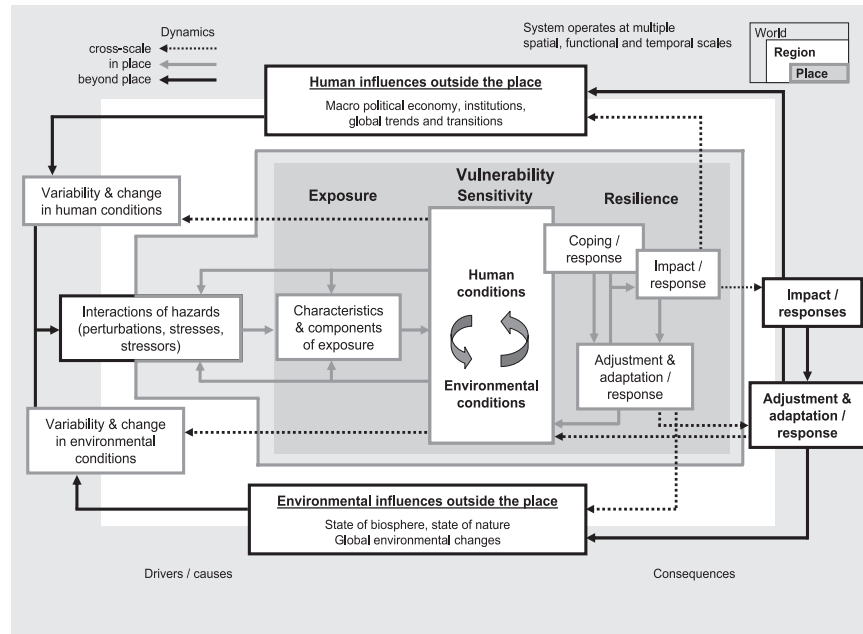 Dynamics
cross-scale
in place
beyond place
System operates at multiple
spatial, functional and temporal scales
World
Region
Place
Human influences outside the place
Macro political economy, institutions,
global trends and transitions
Variability & change
in human conditions
Vulnerability
Exposure
Sensitivity
Resilience
Coping /
response
Impact /
response
Human
conditions
Interactions of hazards
(perturbations, stresses,
stressors)
Characteristics
& components
of exposure
Impact /
responses
Environmental
conditions
Adjustment &
adaptation /
response
Adjustment &
adaptation /
response
Variability & change
in environmental
conditions
Environmental influences outside the place
State of biosphere, state of nature
Global environmental changes
Drivers / causes
Consequences